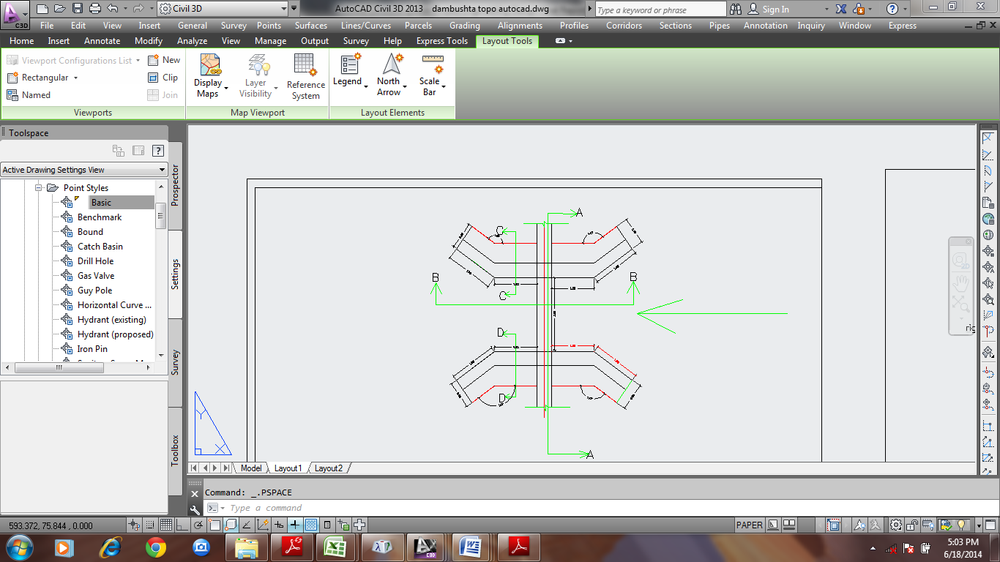 Civil 3D
AutoCAD Civil 3D 2013 dambushta topo autocad.dwg
Type a keyword or phrase
Sign In
C3D
File Edit View Insert General Survey Points Surfaces Lines/Curves Parcels Grading Alignments Profiles Corridors Sections Pipes Annotation Inquiry Window Express
Home Insert Annotate Modify Analyze View Manage Output Survey Help Express Tools Layout Tools
Viewport Configurations List
New
Rectangular
Clip
Named
Join
Display Maps
Layer Visibility
Reference System
Legend
North Arrow
Scale Bar
Viewports
Map Viewport
Layout Elements
Toolspace
Active Drawing Settings View
Point Styles
Basic
Benchmark
Bound
Catch Basin
Drill Hole
Gas Valve
Guy Pole
Horizontal Curve ...
Hydrant (existing)
Hydrant (proposed)
Iron Pin
Prospector
Settings
Survey
Toolbox
A
C
B
B
C
D
D
A
2D
rig
Y
X
Model Layout1 Layout2
Command: _.PSPACE
Type a command
593.372, 75.844 , 0.000
PAPER
C3D
5:03 PM
6/18/2014